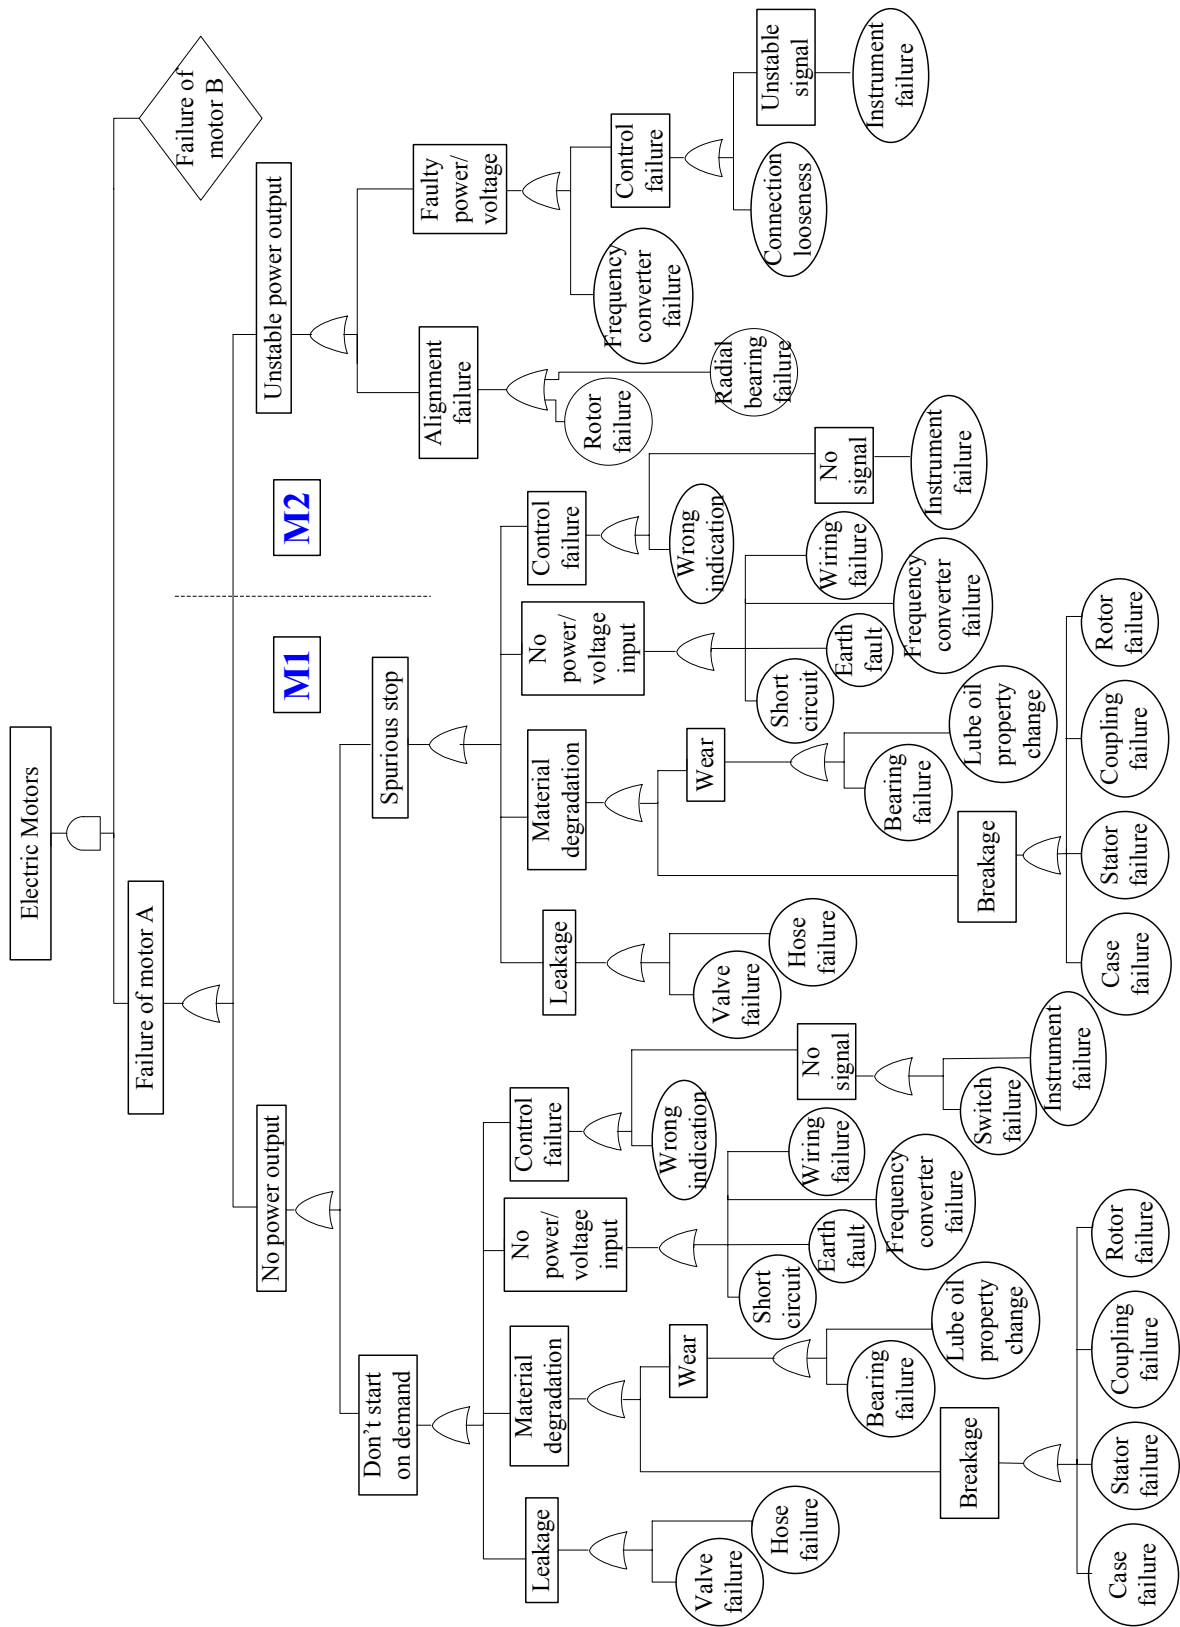 Electric Motors
Failure of motor A
Failure of
motor B
No power output
M1
M2
Unstable power output
Don't start
on demand
Spurious stop
Alignment
failure
Faulty
power/
voltage
Leakage
Material
degradation
No
power/
voltage
input
Control
failure
Leakage
Material
degradation
No
power/
voltage
input
Control
failure
Rotor
failure
Radial
bearing
failure
Frequency
converter
failure
Control
failure
Valve
failure
Hose
failure
Wear
Bearing
failure
Lube oil
property
change
Breakage
Case
failure
Stator
failure
Coupling
failure
Rotor
failure
Short
circuit
Earth
fault
Frequency
converter
failure
Wiring
failure
Wrong
indication
No
signal
Switch
failure
Instrument
failure
Valve
failure
Hose
failure
Wear
Bearing
failure
Lube oil
property
change
Breakage
Case
failure
Stator
failure
Coupling
failure
Rotor
failure
Short
circuit
Earth
fault
Frequency
converter
failure
Wiring
failure
Wrong
indication
No
signal
Instrument
failure
Connection
looseness
Unstable
signal
Instrument
failure